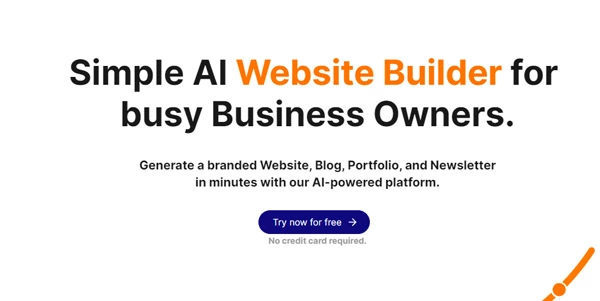 Simple AI Website Builder for
busy Business Owners.
Generate a branded Website, Blog, Portfolio, and Newsletter
in minutes with our AI-powered platform.
Try now for free →
No credit card required.